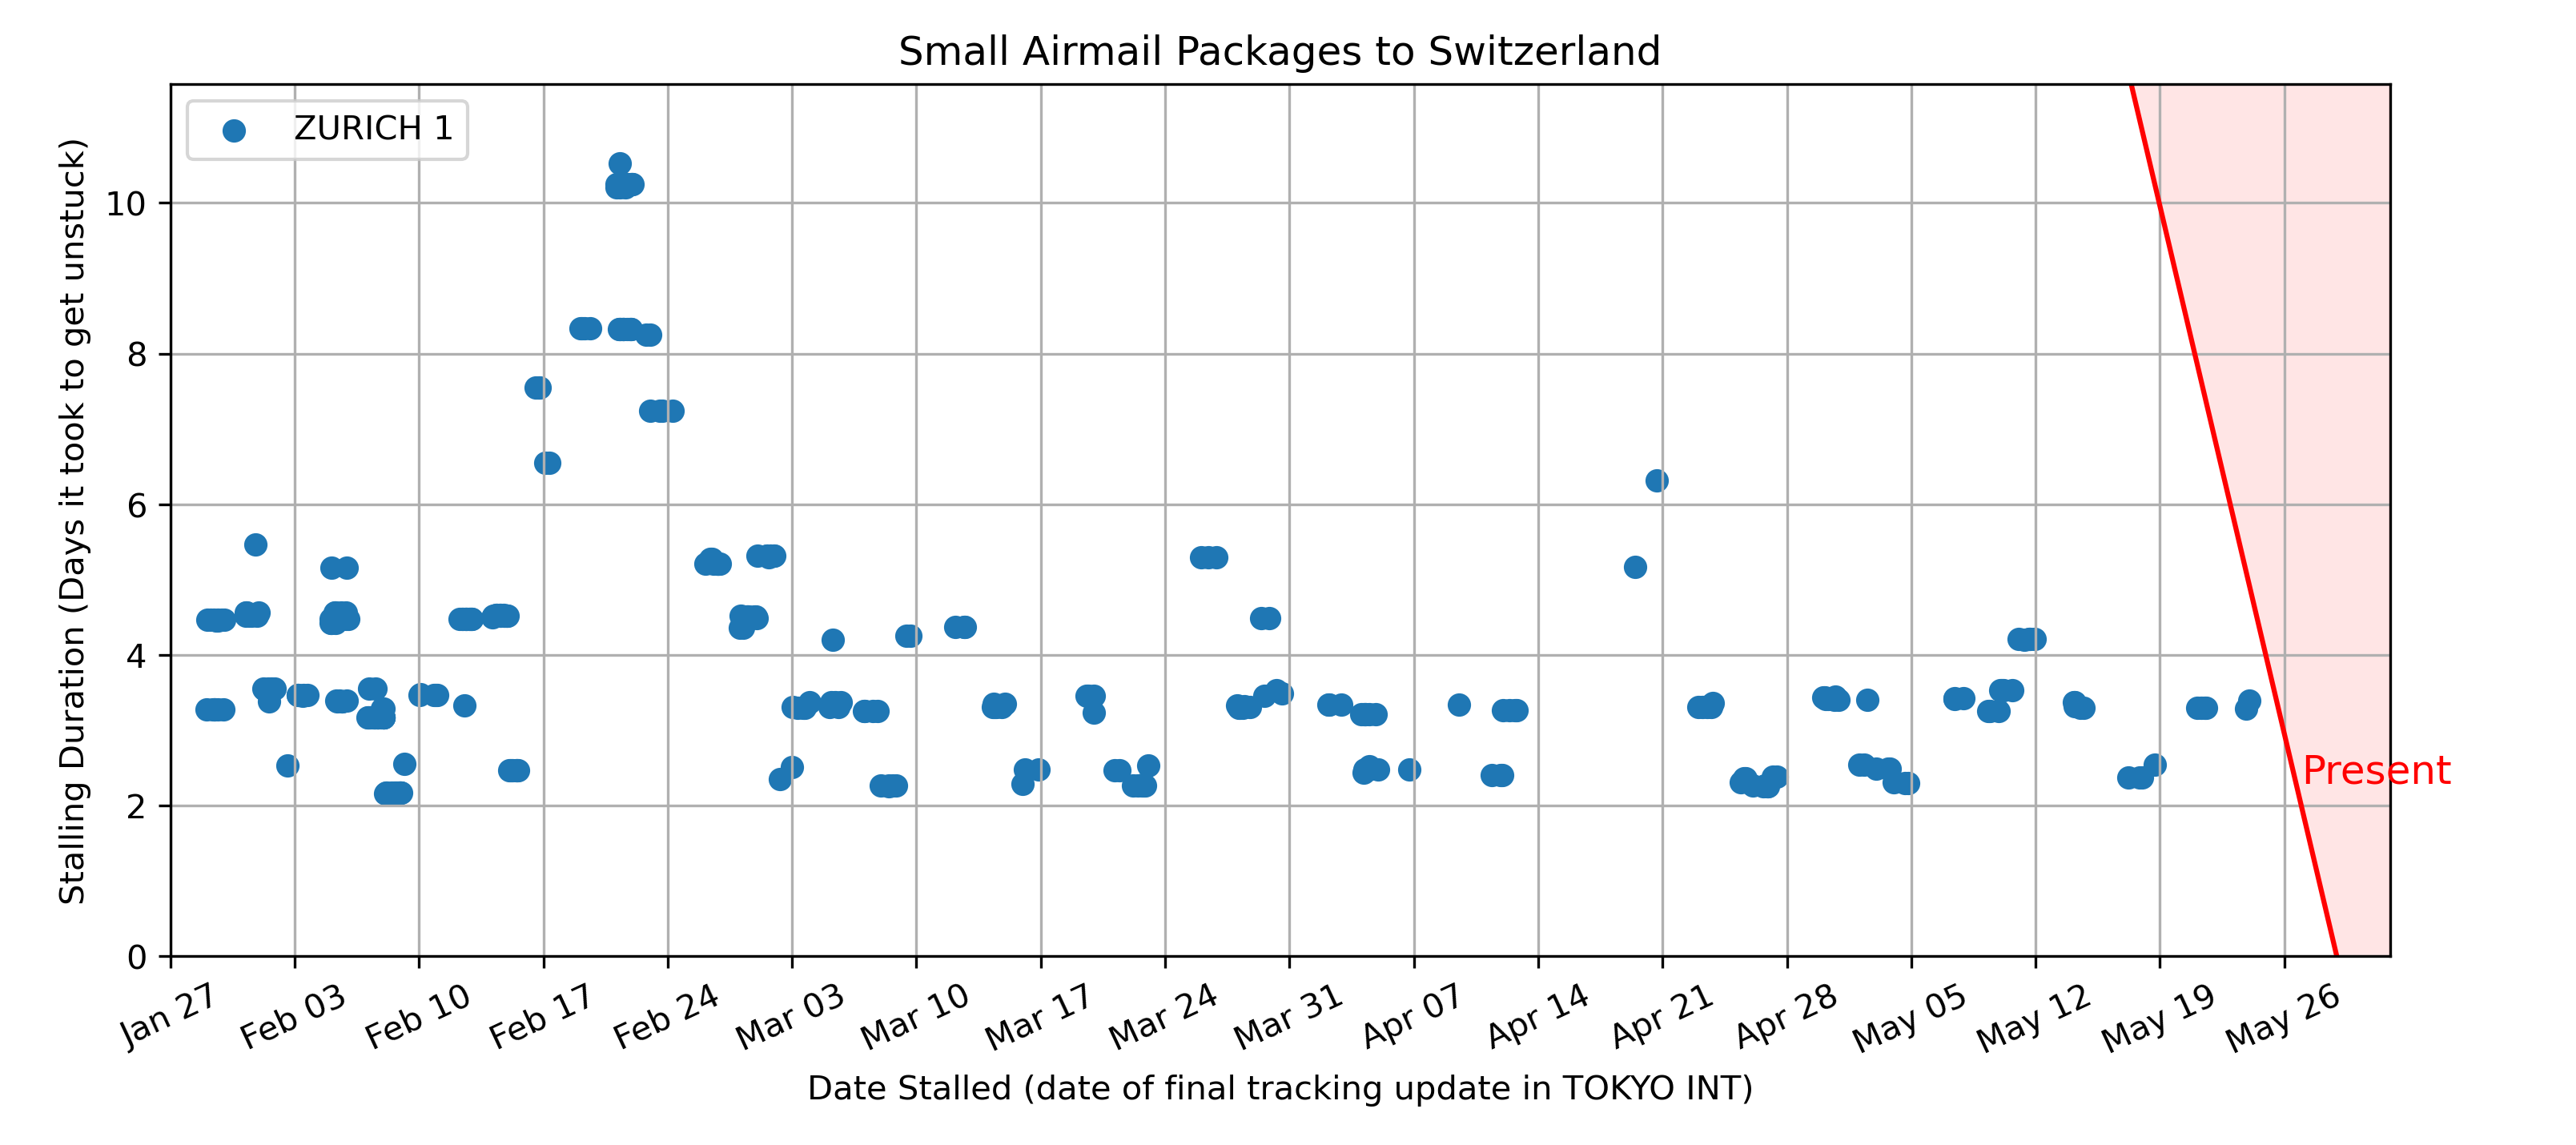 Small Airmail Packages to Switzerland
ZURICH 1
Stalling Duration (Days it took to get unstuck)
10
8
6
4
2
0
Present
Jan 27
Feb 03
Feb 10
Feb 17
Feb 24
Mar 03
Mar 10
Mar 17
Mar 24
Mar 31
Apr 07
Apr 14
Apr 21
Apr 28
May 05
May 12
May 19
May 26
Date Stalled (date of final tracking update in TOKYO INT)